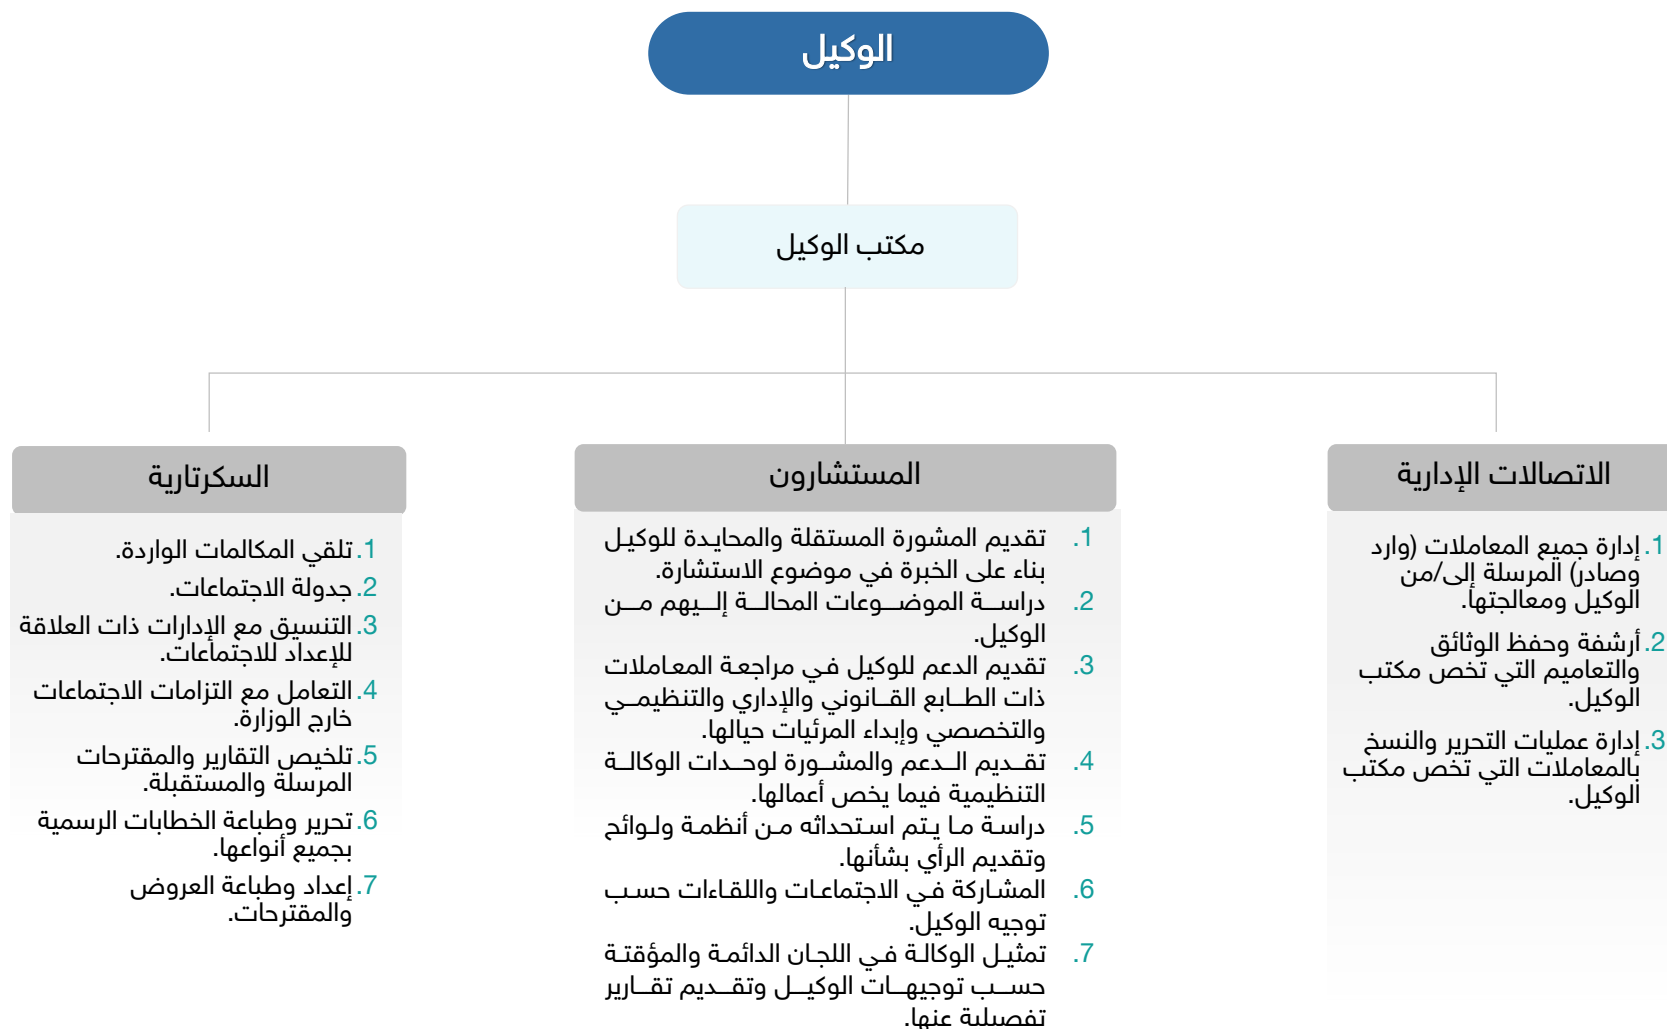 الوكيل
مكتب الوكيل
الاتصالات الإدارية
1. إدارة جميع المعاملات (وارد
وصادر) المرسلة إلى/من
الوكيل ومعالجتها.
2. أرشفة وحفظ الوثائق
والتعاميم التي تخص مكتب
الوكيل.
3. إدارة عمليات التحرير والنسخ
بالمعاملات التي تخص مكتب
الوكيل.
المستشارون
1. تقديم المشورة المستقلة والمحايدة للوكيل
بناء على الخبرة في موضوع الاستشارة.
2. دراسة الموضوعات المحالة إليهم من
الوكيل.
3. تقديم الدعم للوكيل في مراجعة المعاملات
ذات الطابع القانوني والإداري والتنظيمي
والتخصصي وإبداء المرئيات حيالها.
4. تقديم الدعم والمشورة لوحدات الوكالة
التنظيمية فيما يخص أعمالها.
5. دراسة ما يتم استحداثه من أنظمة ولوائح
وتقديم الرأي بشأنها.
6. المشاركة في الاجتماعات واللقاءات حسب
توجيه الوكيل.
7. تمثيل الوكالة في اللجان الدائمة والمؤقتة
حسب توجيهات الوكيل وتقديم تقارير
تفصيلية عنها.
السكرتارية
1. تلقي المكالمات الواردة.
2. جدولة الاجتماعات.
3. التنسيق مع الإدارات ذات العلاقة
للإعداد للاجتماعات.
4. التعامل مع التزامات الاجتماعات
خارج الوزارة.
5. تلخيص التقارير والمقترحات
المرسلة والمستقبلة.
6. تحرير وطباعة الخطابات الرسمية
بجميع أنواعها.
7. إعداد وطباعة العروض
والمقترحات.